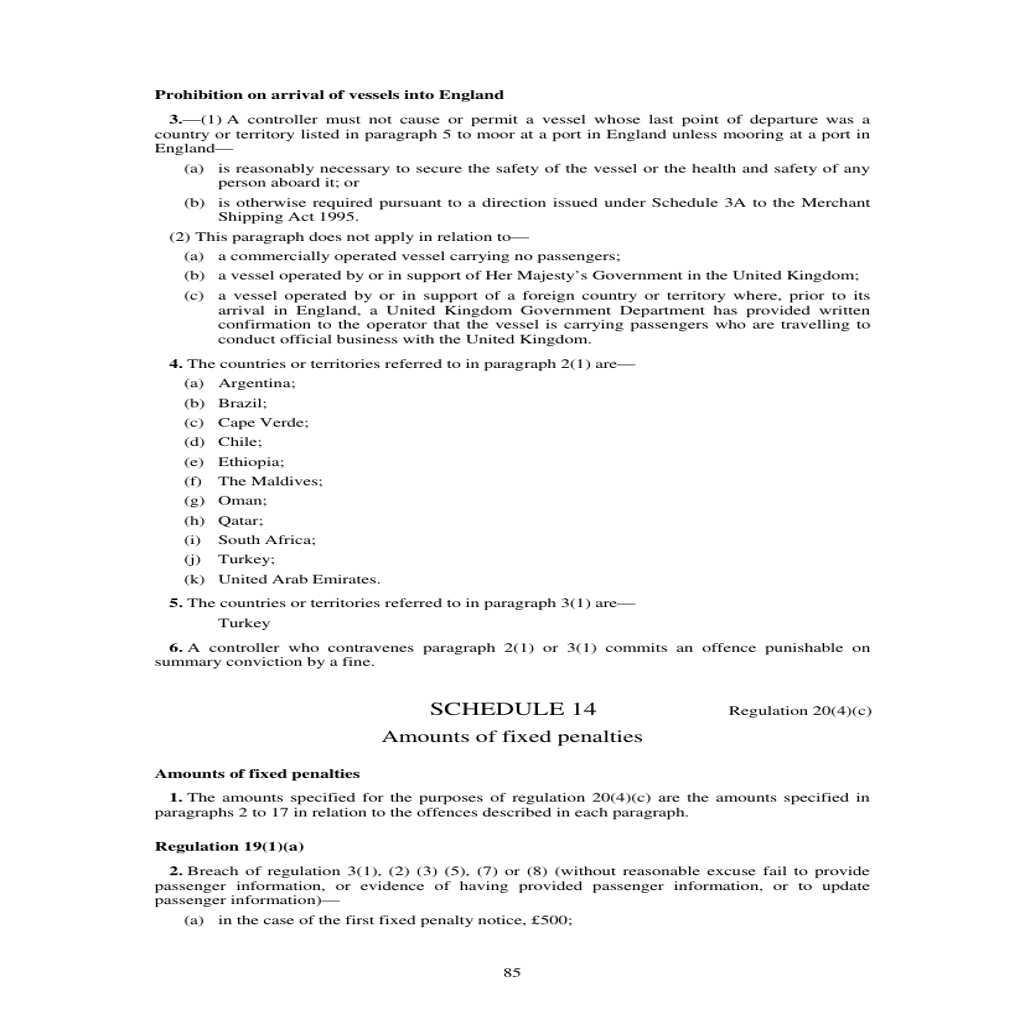 Prohibition on arrival of vessels into England
3.—(1) A controller must not cause or permit a vessel whose last point of departure was a
country or territory listed in paragraph 5 to moor at a port in England unless mooring at a port in
England—
(a) is reasonably necessary to secure the safety of the vessel or the health and safety of any
person aboard it; or
(b) is otherwise required pursuant to a direction issued under Schedule 3A to the Merchant
Shipping Act 1995.
(2) This paragraph does not apply in relation to—
(a) a commercially operated vessel carrying no passengers;
(b) a vessel operated by or in support of Her Majesty's Government in the United Kingdom;
(c) a vessel operated by or in support of a foreign country or territory where, prior to its
arrival in England, a United Kingdom Government Department has provided written
confirmation to the operator that the vessel is carrying passengers who are travelling to
conduct official business with the United Kingdom.
4. The countries or territories referred to in paragraph 2(1) are—
(a) Argentina;
(b) Brazil;
(c) Cape Verde;
(d) Chile;
(e) Ethiopia;
(f) The Maldives;
(g) Oman;
(h) Qatar;
(i) South Africa;
(j) Turkey;
(k) United Arab Emirates.
5. The countries or territories referred to in paragraph 3(1) are—
Turkey
6. A controller who contravenes paragraph 2(1) or 3(1) commits an offence punishable on
summary conviction by a fine.
SCHEDULE 14 Regulation 20(4)(c)
Amounts of fixed penalties
Amounts of fixed penalties
1. The amounts specified for the purposes of regulation 20(4)(c) are the amounts specified in
paragraphs 2 to 17 in relation to the offences described in each paragraph.
Regulation 19(1)(a)
2. Breach of regulation 3(1), (2) (3) (5), (7) or (8) (without reasonable excuse fail to provide
passenger information, or evidence of having provided passenger information, or to update
passenger information)—
(a) in the case of the first fixed penalty notice, £500;
85